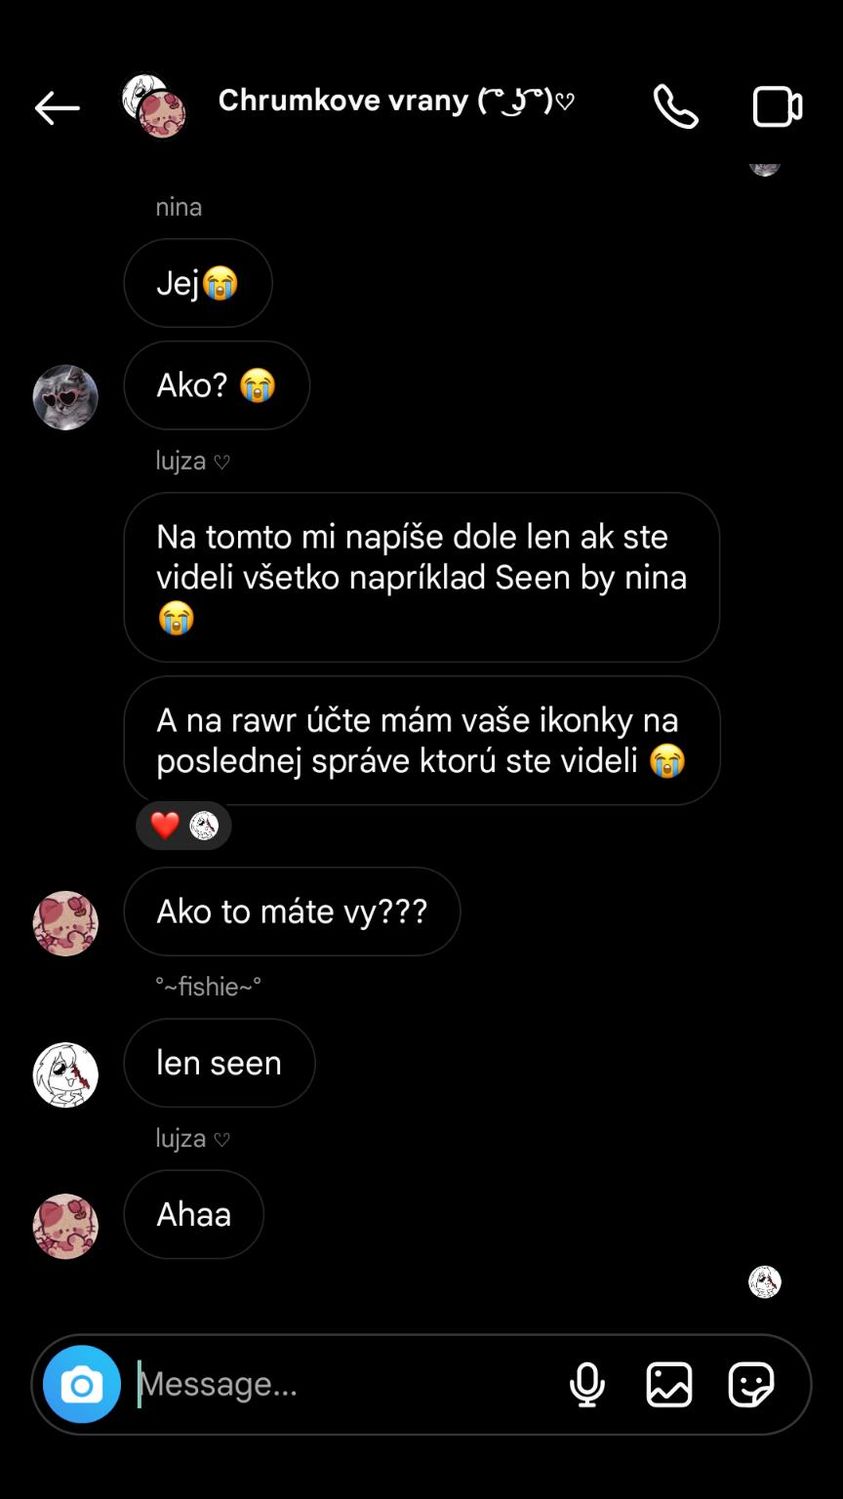 Chrumkove vrany ( ͡° ͜ʖ ͡°)♡
nina
Jej😭
Ako? 😭
lujza ♡
Na tomto mi napíše dole len ak ste
videli všetko napríklad Seen by nina
😭
A na rawr účte mám vaše ikonky na
poslednej správe ktorú ste videli 😭
Ako to máte vy???
°~fishie~°
len seen
lujza ♡
Ahaa
Message...